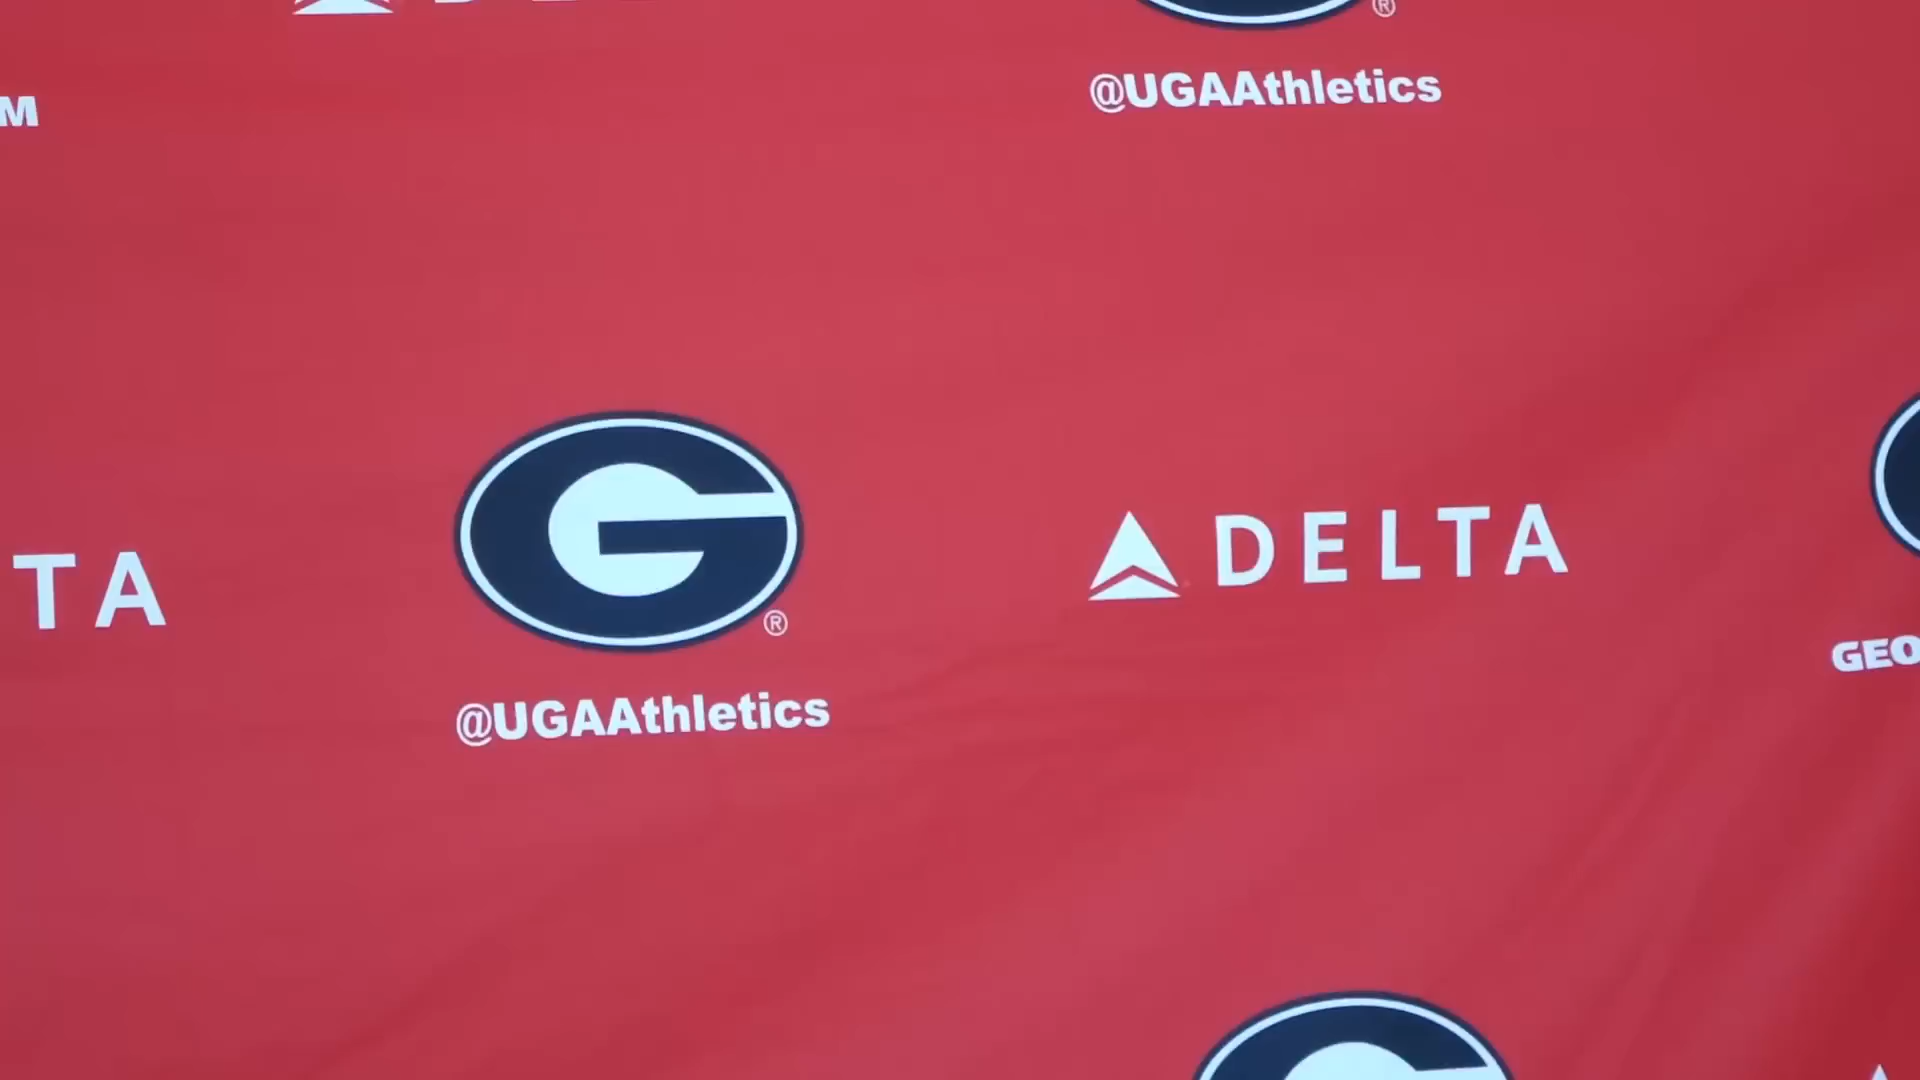 @UGAAthletics
M
G
®
DELTA
TA
@UGAAthletics
GEO